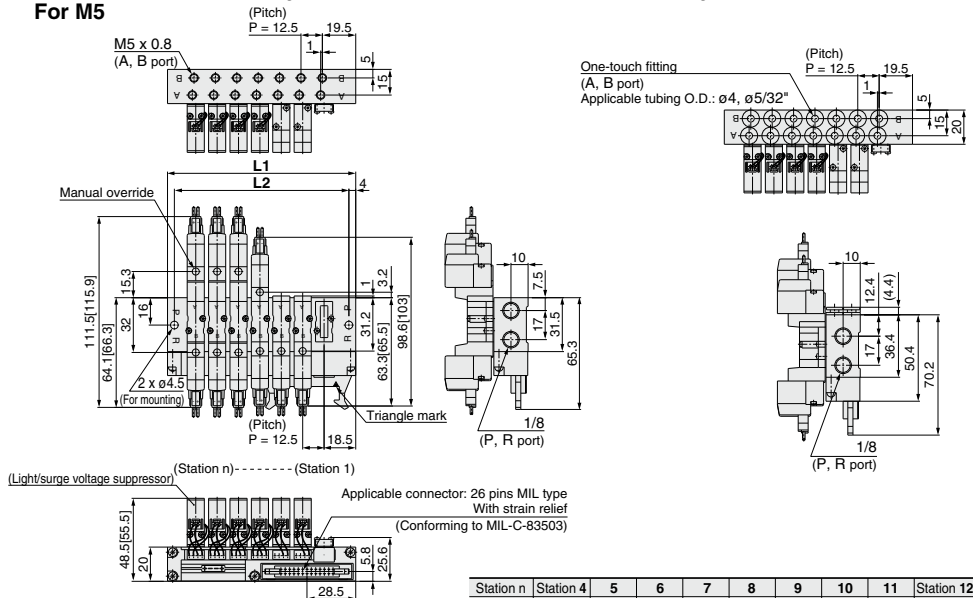 For M5
(Pitch)
P = 12.5
19.5
M5 x 0.8
(A, B port)
1
5
15
B
B
A
A
L1
L2
4
Manual override
111.5[115.9]
64.1[66.3]
32
16
15.3
2 x ø4.5
(For mounting)
1
3.2
31.2
63.3[65.5]
98.6[103]
P
P
R
R
Triangle mark
(Pitch)
P = 12.5
18.5
10
7.5
17
31.5
65.3
1/8
(P, R port)
(Station n)- - - - - - - -(Station 1)
(Light/surge voltage suppressor)
Applicable connector: 26 pins MIL type
With strain relief
(Conforming to MIL-C-83503)
48.5[55.5]
20
5.8
25.6
28.5
(Pitch)
P = 12.5
19.5
One-touch fitting
(A, B port)
Applicable tubing O.D.: ø4, ø5/32"
1
5
15
20
B
B
A
A
10
12.4
(4.4)
17
36.4
50.4
70.2
1/8
(P, R port)
Station n Station 4 5 6 7 8 9 10 11 Station 12